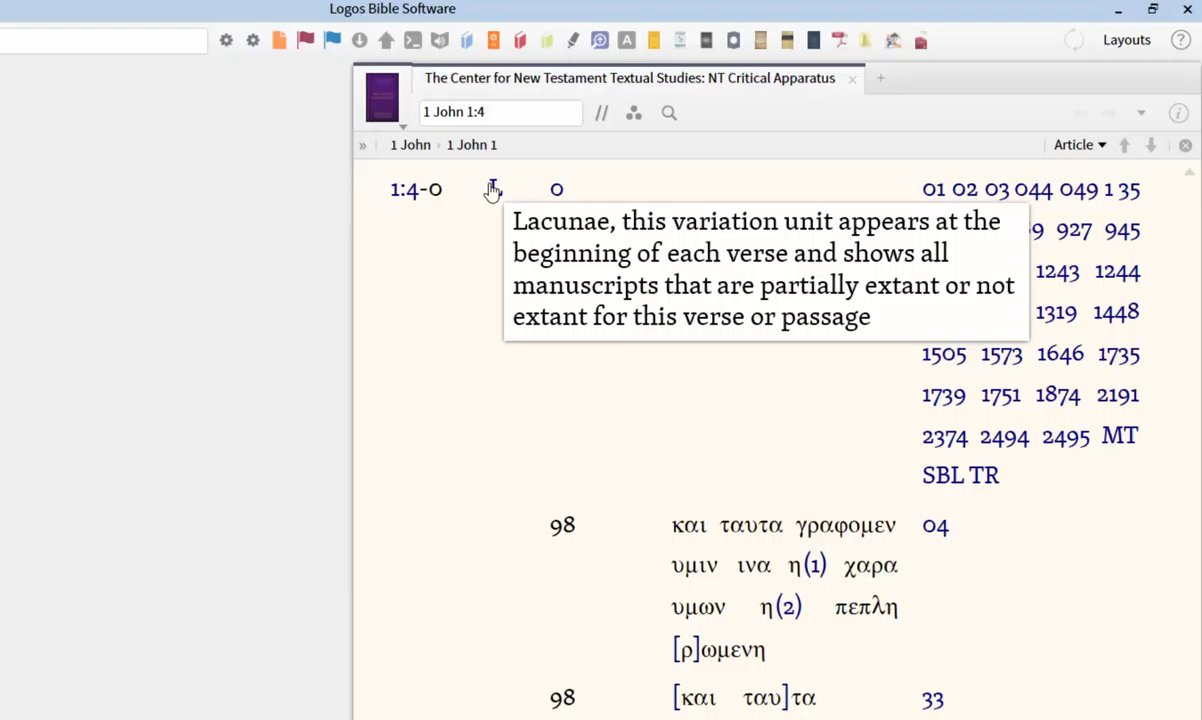 Logos Bible Software
Layouts
The Center for New Testament Textual Studies: NT Critical Apparatus
1 John 1:4
1 John › 1 John 1
Article
1:4-0 0 01 02 03 044 049 1 35
Lacunae, this variation unit appears at the
beginning of each verse and shows all
manuscripts that are partially extant or not
extant for this verse or passage
927 945
1243 1244
1319 1448
1505 1573 1646 1735
1739 1751 1874 2191
2374 2494 2495 MT
SBL TR
98 και ταυτα γραφομεν 04
υμιν ινα η(1) χαρα
υμων η(2) πεπλη
[ρ]ωμενη
98 [και ταυ]τα 33